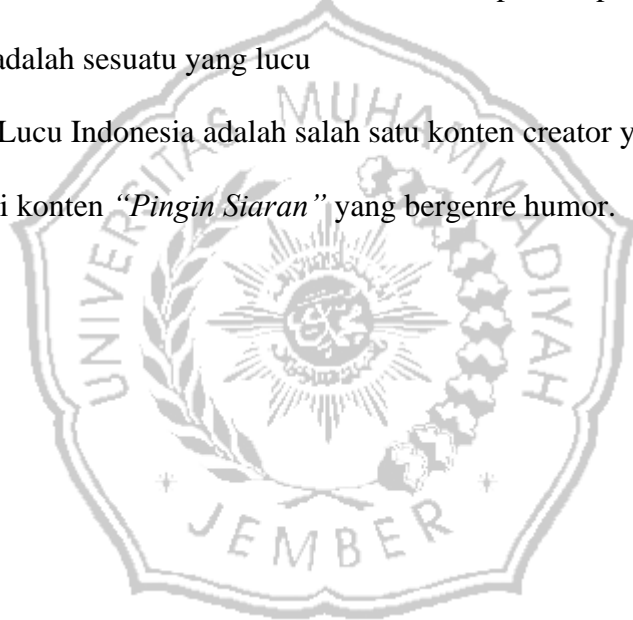 adalah sesuatu yang lucu
Lucu Indonesia adalah salah satu konten creator y
i konten “Pingin Siaran” yang bergenre humor.
UNIVERSITAS MUHAMMADIYAH
JEMBER